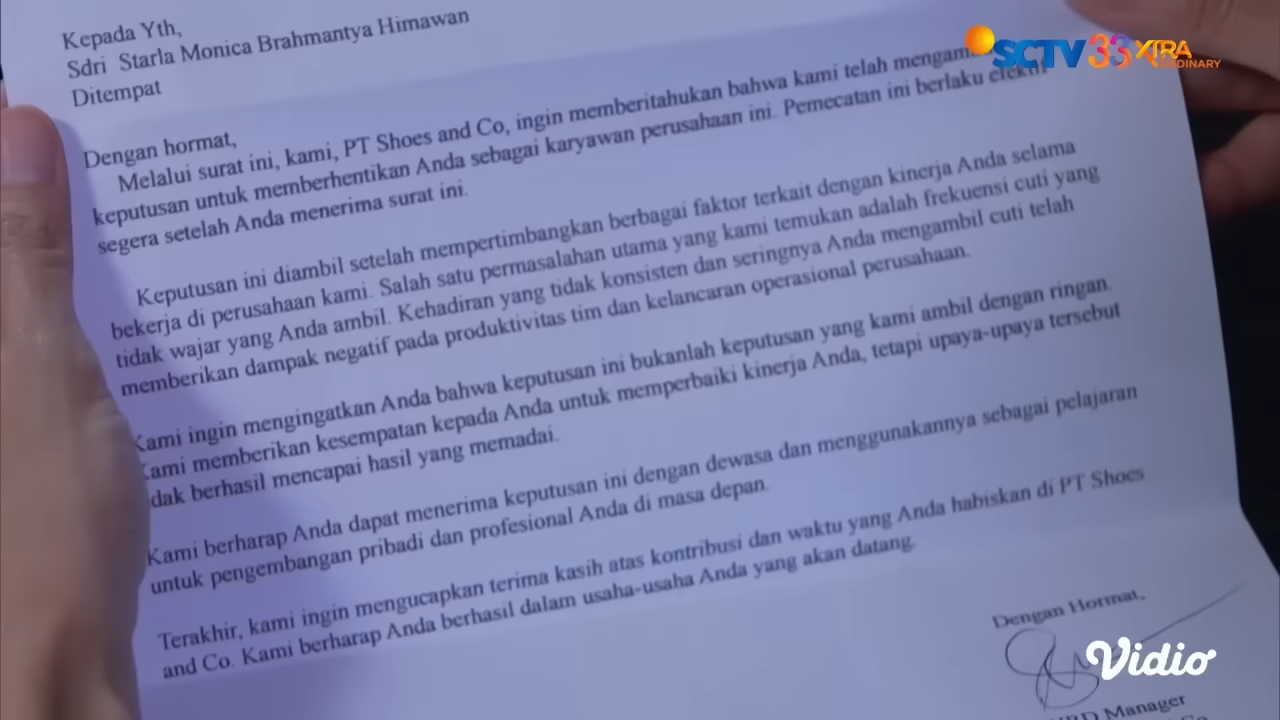 Kepada Yth,
Sdri Starla Monica Brahmantya Himawan
Ditempat
SCTV 33 XTRA
Dengan hormat,
Melalui surat ini, kami, PT Shoes and Co, ingin memberitahukan bahwa kami telah
keputusan untuk memberhentikan Anda sebagai karyawan perusahaan ini. Pemecatan ini berlaku efektif
segera setelah Anda menerima surat ini.
Keputusan ini diambil setelah mempertimbangkan berbagai faktor terkait dengan kinerja Anda selama
bekerja di perusahaan kami. Salah satu permasalahan utama yang kami temukan adalah frekuensi cuti yang
tidak wajar yang Anda ambil. Kehadiran yang tidak konsisten dan seringnya Anda mengambil cuti telah
memberikan dampak negatif pada produktivitas tim dan kelancaran operasional perusahaan.
Kami ingin mengingatkan Anda bahwa keputusan ini bukanlah keputusan yang kami ambil dengan ringan.
Kami memberikan kesempatan kepada Anda untuk memperbaiki kinerja Anda, tetapi upaya-upaya tersebut
dak berhasil mencapai hasil yang memadai.
Kami berharap Anda dapat menerima keputusan ini dengan dewasa dan menggunakannya sebagai pelajaran
untuk pengembangan pribadi dan profesional Anda di masa depan.
Terakhir, kami ingin mengucapkan terima kasih atas kontribusi dan waktu yang Anda habiskan di PT Shoes
and Co. Kami berharap Anda berhasil dalam usaha-usaha Anda yang akan datang.
Dengan Hormat,
Vidio
Manager